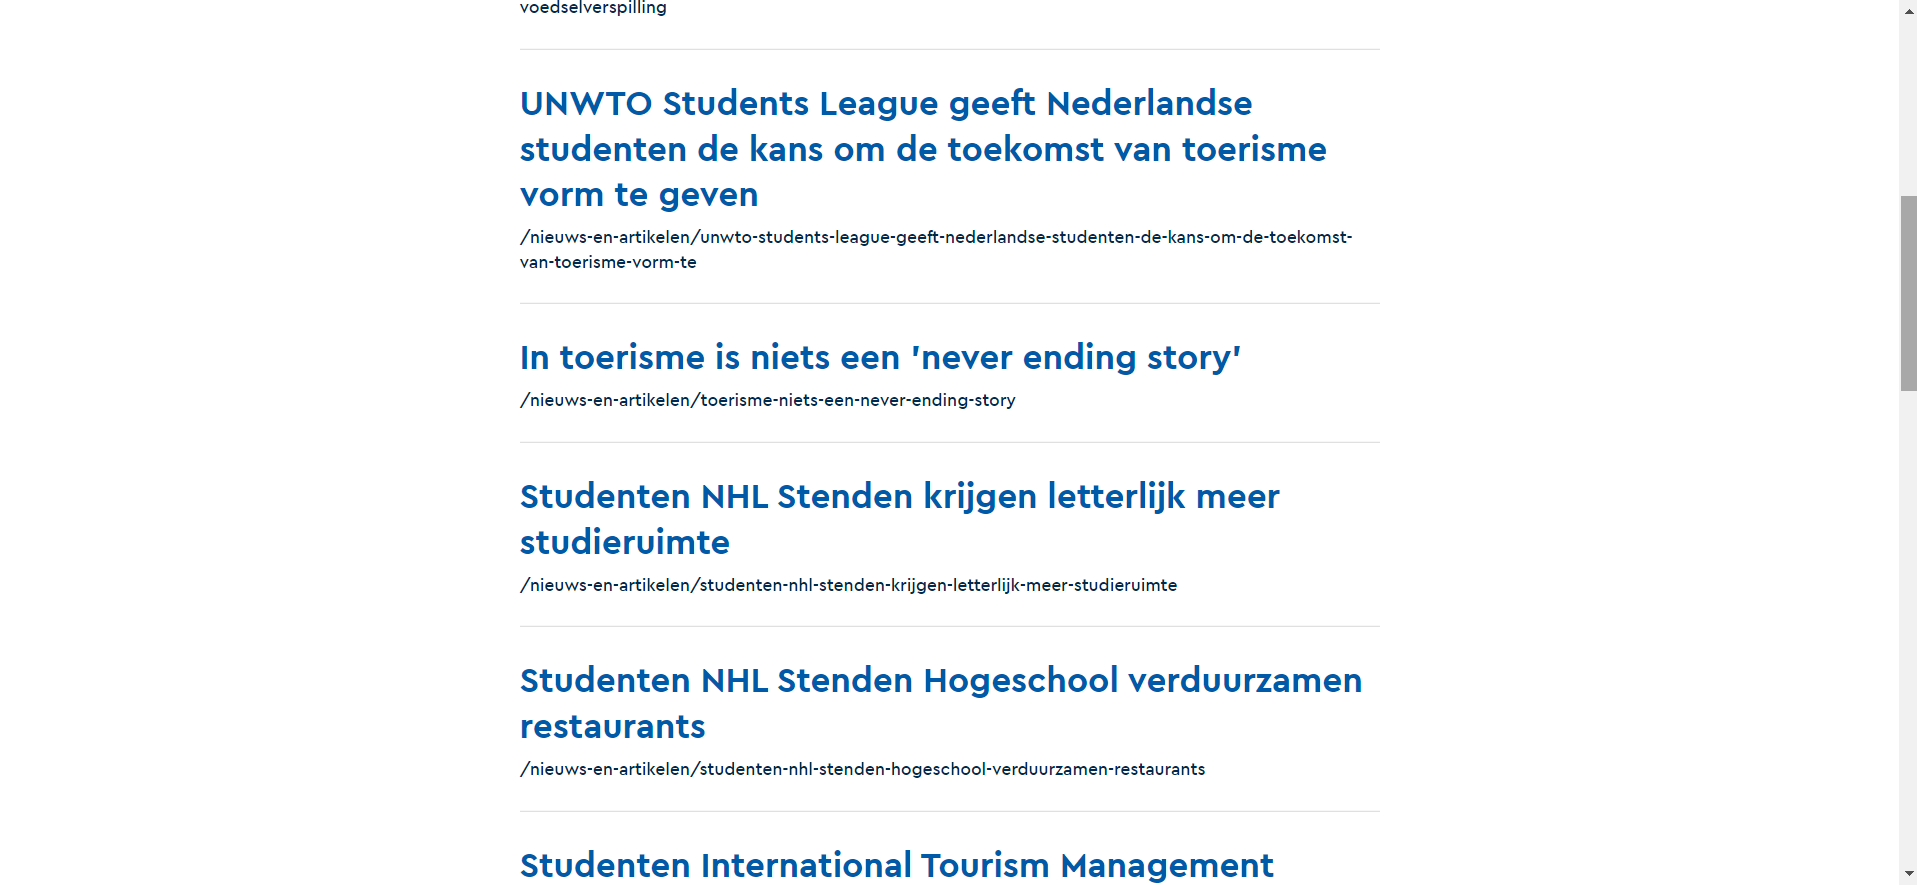 voedselverspilling
UNWTO Students League geeft Nederlandse
studenten de kans om de toekomst van toerisme
vorm te geven
/nieuws-en-artikelen/unwto-students-league-geeft-nederlandse-studenten-de-kans-om-de-toekomst-
van-toerisme-vorm-te
In toerisme is niets een 'never ending story'
/nieuws-en-artikelen/toerisme-niets-een-never-ending-story
Studenten NHL Stenden krijgen letterlijk meer
studieruimte
/nieuws-en-artikelen/studenten-nhl-stenden-krijgen-letterlijk-meer-studieruimte
Studenten NHL Stenden Hogeschool verduurzamen
restaurants
/nieuws-en-artikelen/studenten-nhl-stenden-hogeschool-verduurzamen-restaurants
Studenten International Tourism Management